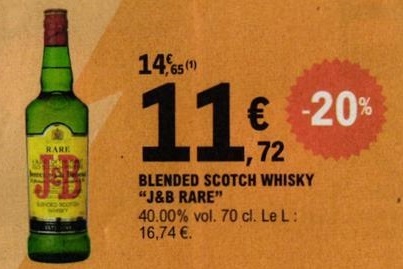 14,€65 (1)
11,€72
-20%
BLENDED SCOTCH WHISKY
"J&B RARE"
40.00% vol. 70 cl. Le L :
16,74 €.
RARE
J&B